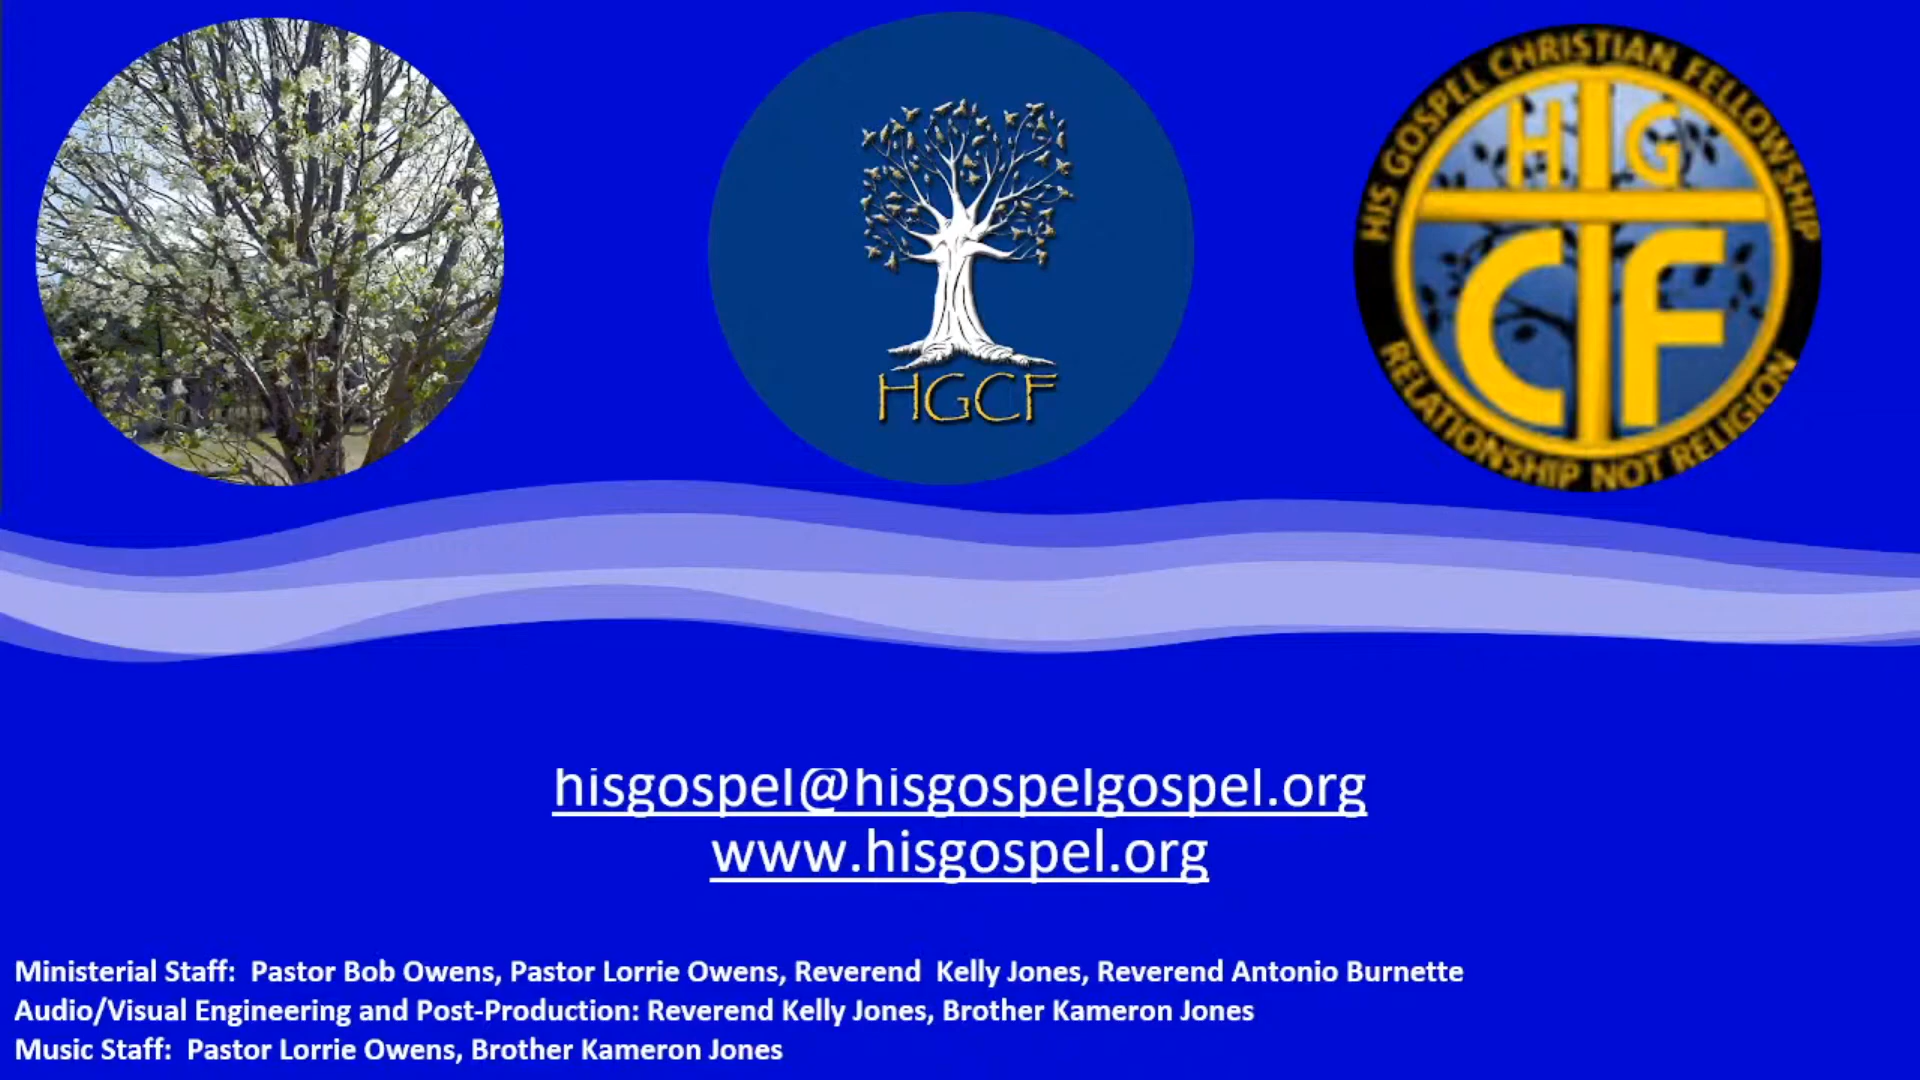 HGCF
HIS GOSPEL CHRISTIAN FELLOWSHIP
H G
C F
RELATIONSHIP NOT RELIGION
hisgospel@hisgospelgospel.org
www.hisgospel.org
Ministerial Staff:  Pastor Bob Owens, Pastor Lorrie Owens, Reverend  Kelly Jones, Reverend Antonio Burnette
Audio/Visual Engineering and Post-Production: Reverend Kelly Jones, Brother Kameron Jones
Music Staff:  Pastor Lorrie Owens, Brother Kameron Jones